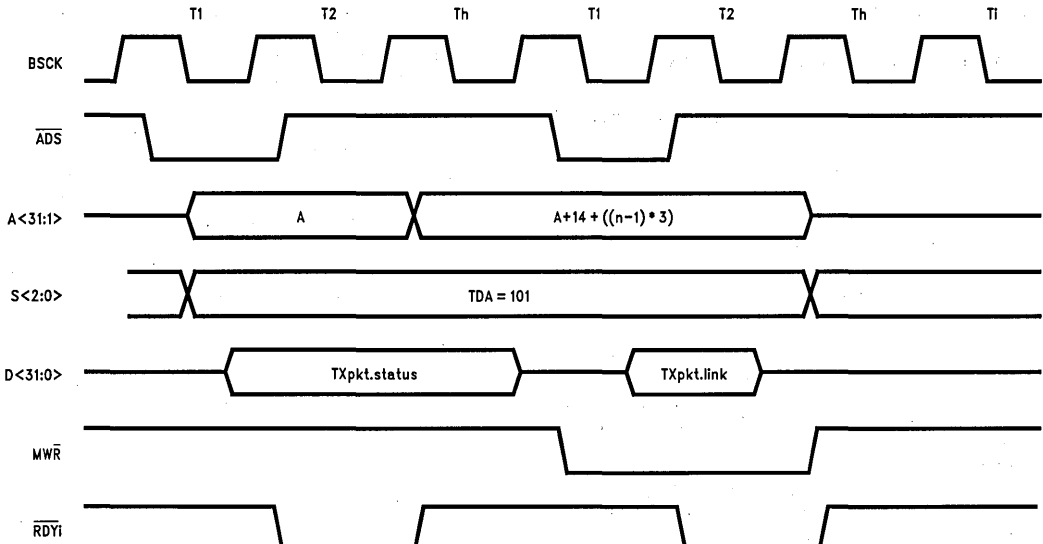 T1 T2 Th T1 T2 Th Ti
BSCK
ADS
A<31:1> A A+14 + ((n−1) * 3)
S<2:0> TDA = 101
D<31:0> TXpkt.status TXpkt.link
MWR
RDYi